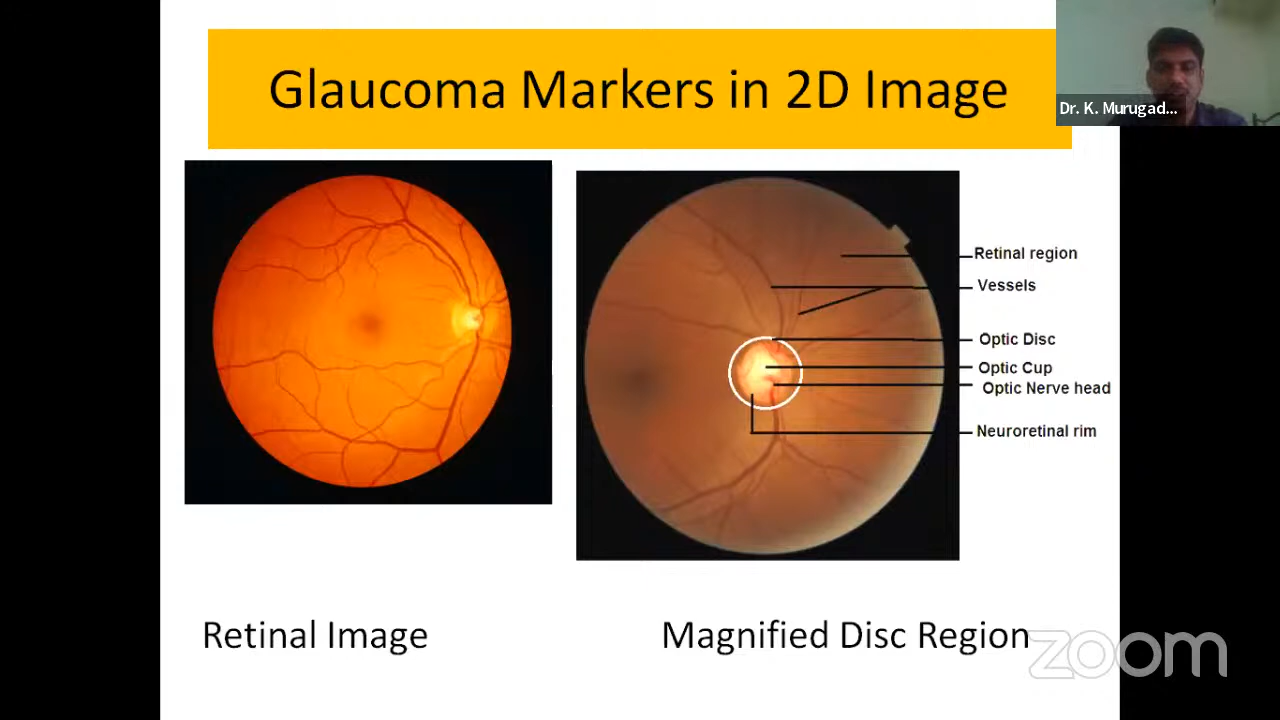 Glaucoma Markers in 2D Image
Dr. K. Murugad...
Retinal region
Vessels
Optic Disc
Optic Cup
Optic Nerve head
Neuroretinal rim
Retinal Image
Magnified Disc Region
zoom